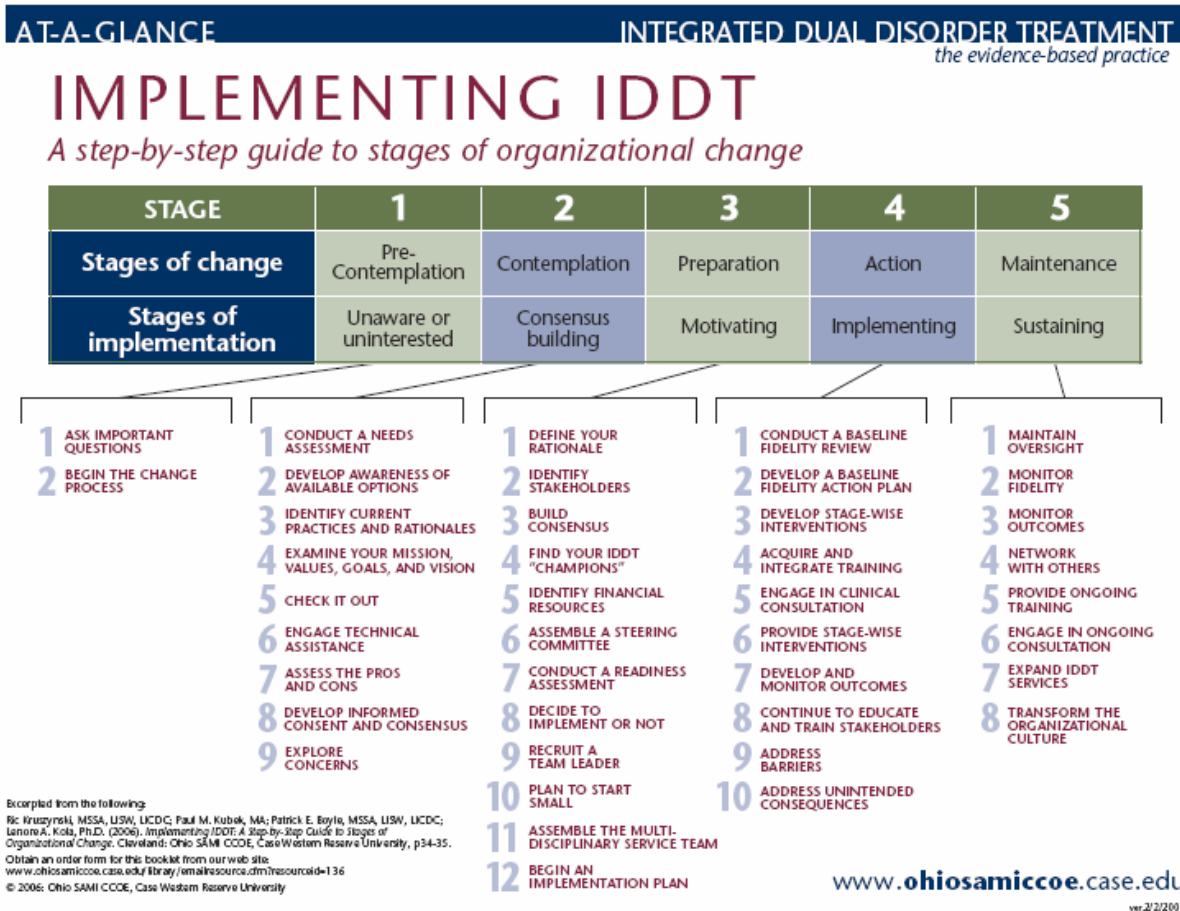 AT-A-GLANCE
INTEGRATED DUAL DISORDER TREATMENT
the evidence-based practice
IMPLEMENTING IDDT
A step-by-step guide to stages of organizational change
STAGE 1 2 3 4 5
Stages of change
Pre-
Contemplation
Contemplation
Preparation
Action
Maintenance
Stages of
implementation
Unaware or
uninterested
Consensus
building
Motivating
Implementing
Sustaining
1 ASK IMPORTANT
QUESTIONS
2 BEGIN THE CHANGE
PROCESS
1 CONDUCT A NEEDS
ASSESSMENT
2 DEVELOP AWARENESS OF
AVAILABLE OPTIONS
3 IDENTIFY CURRENT
PRACTICES AND RATIONALES
4 EXAMINE YOUR MISSION,
VALUES, GOALS, AND VISION
5 CHECK IT OUT
6 ENGAGE TECHNICAL
ASSISTANCE
7 ASSESS THE PROS
AND CONS
8 DEVELOP INFORMED
CONSENT AND CONSENSUS
9 EXPLORE
CONCERNS
1 DEFINE YOUR
RATIONALE
2 IDENTIFY
STAKEHOLDERS
3 BUILD
CONSENSUS
4 FIND YOUR IDDT
"CHAMPIONS"
5 IDENTIFY FINANCIAL
RESOURCES
6 ASSEMBLE A STEERING
COMMITTEE
7 CONDUCT A READINESS
ASSESSMENT
8 DECIDE TO
IMPLEMENT OR NOT
9 RECRUIT A
TEAM LEADER
10 PLAN TO START
SMALL
11 ASSEMBLE THE MULTI-
DISCIPLINARY SERVICE TEAM
12 BEGIN AN
IMPLEMENTATION PLAN
1 CONDUCT A BASELINE
FIDELITY REVIEW
2 DEVELOP A BASELINE
FIDELITY ACTION PLAN
3 DEVELOP STAGE-WISE
INTERVENTIONS
4 ACQUIRE AND
INTEGRATE TRAINING
5 ENGAGE IN CLINICAL
CONSULTATION
6 PROVIDE STAGE-WISE
INTERVENTIONS
7 DEVELOP AND
MONITOR OUTCOMES
8 CONTINUE TO EDUCATE
AND TRAIN STAKEHOLDERS
9 ADDRESS
BARRIERS
10 ADDRESS UNINTENDED
CONSEQUENCES
1 MAINTAIN
OVERSIGHT
2 MONITOR
FIDELITY
3 MONITOR
OUTCOMES
4 NETWORK
WITH OTHERS
5 PROVIDE ONGOING
TRAINING
6 ENGAGE IN ONGOING
CONSULTATION
7 EXPAND IDDT
SERVICES
8 TRANSFORM THE
ORGANIZATIONAL
CULTURE
Excerpted from the following:
Ric Kruszynski, MSSA, LISW, LICDC; Paul M. Kubek, MA; Patrick E. Boyle, MSSA, LISW, LICDC;
Lenore A. Kola, Ph.D. (2006). Implementing IDDT: A Step-by-Step Guide to Stages of
Organizational Change. Cleveland: Ohio SAMI CCOE, Case Western Reserve University, p34-35.
Obtain an order form for this booklet from our web site:
www.ohiosamiccoe.case.edu/library/emailresource.cfm?resourceid=136
© 2006: Ohio SAMI CCOE, Case Western Reserve University
www.ohiosamiccoe.case.edu
ver.2/2/200